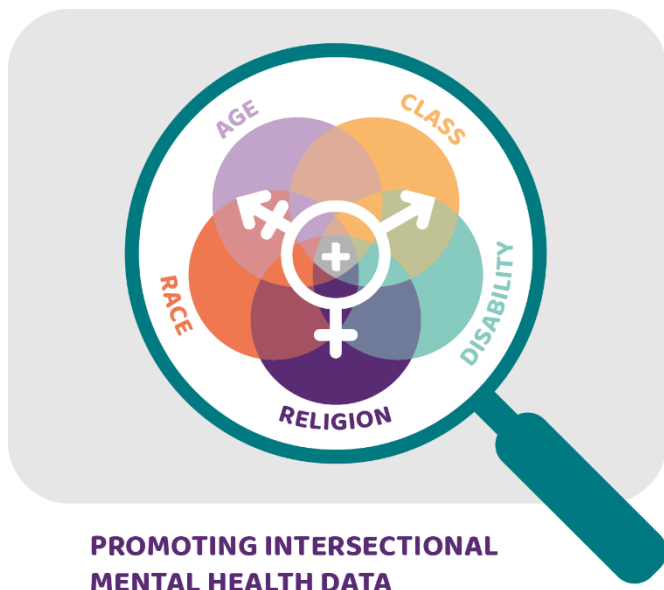 AGE
CLASS
RACE
DISABILITY
RELIGION
PROMOTING INTERSECTIONAL
MENTAL HEALTH DATA